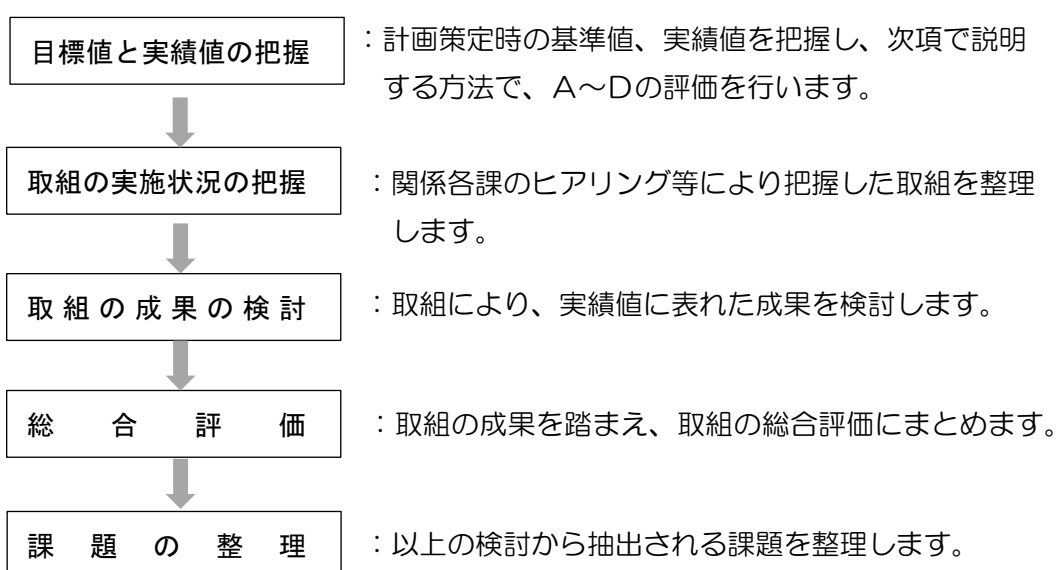 目標値と実績値の把握
：計画策定時の基準値、実績値を把握し、次項で説明
する方法で、A～Dの評価を行います。
取組の実施状況の把握
：関係各課のヒアリング等により把握した取組を整理
します。
取組の成果の検討
：取組により、実績値に表れた成果を検討します。
総合評価
：取組の成果を踏まえ、取組の総合評価にまとめます。
課題の整理
：以上の検討から抽出される課題を整理します。